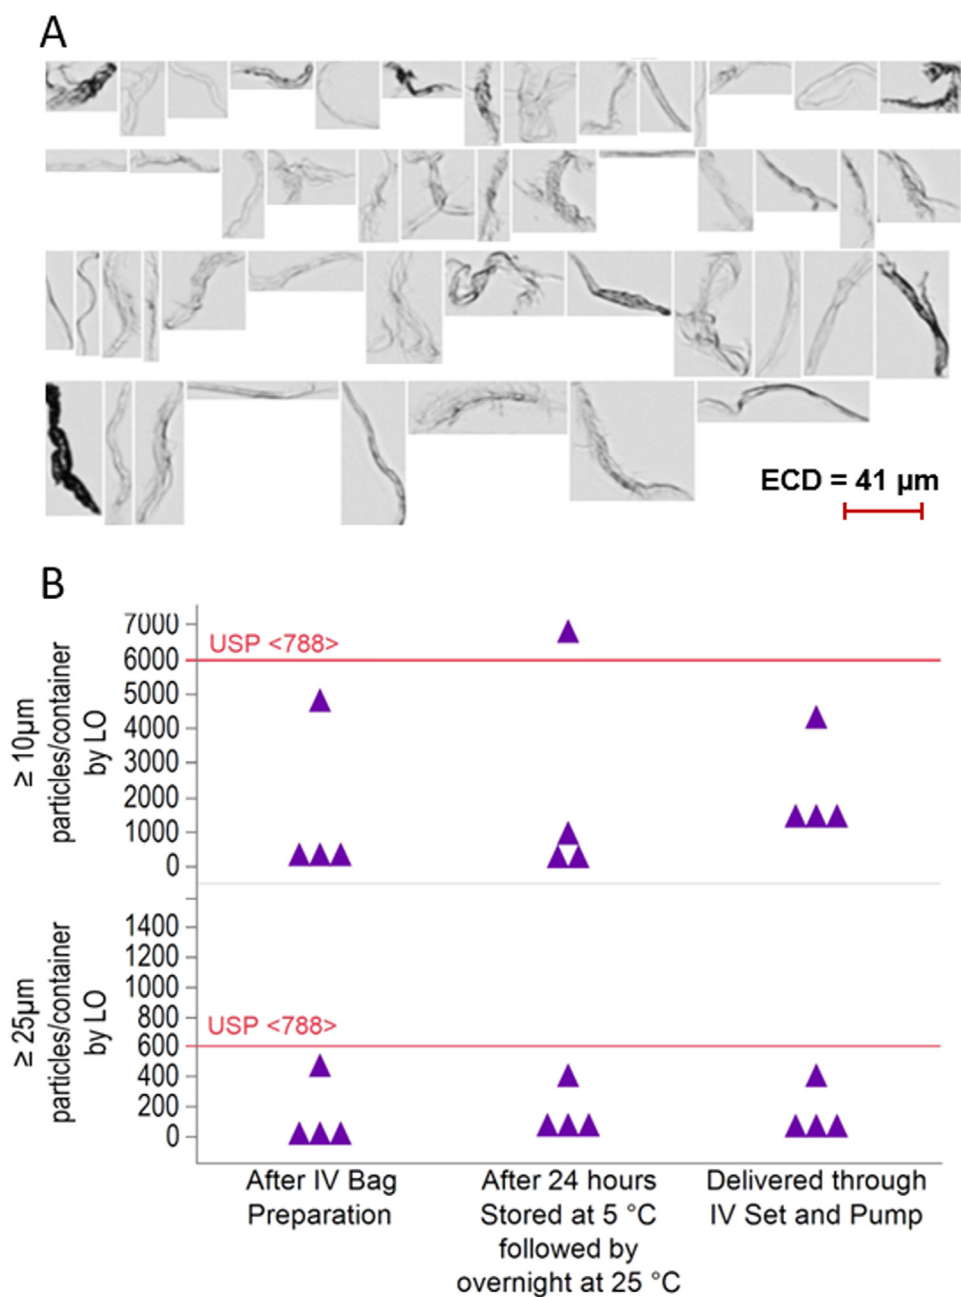 A
ECD = 41 µm
B
≥ 10µm
particles/container
by LO
7000
6000
5000
4000
3000
2000
1000
0
USP <788>
≥ 25µm
particles/container
by LO
1400
1200
1000
800
600
400
200
0
USP <788>
After IV Bag
Preparation
After 24 hours
Stored at 5 °C
followed by
overnight at 25 °C
Delivered through
IV Set and Pump